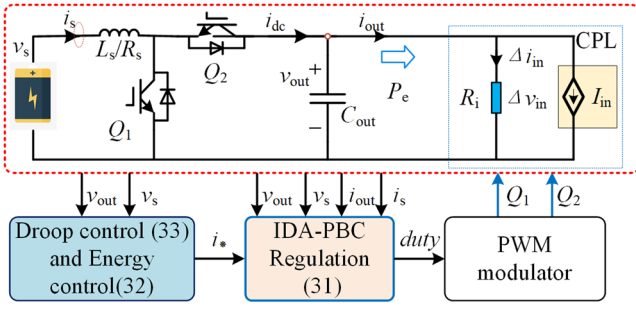 i_s
i_dc
i_out
CPL
v_s
L_s/R_s
Q_2
Δ i_in
v_out
+
−
C_out
P_e
R_i
Δ v_in
I_in
Q_1
v_out
v_s
v_out
v_s
i_out
i_s
Q_1
Q_2
Droop control (33)
and Energy
control(32)
i_*
IDA-PBC
Regulation
(31)
duty
PWM
modulator